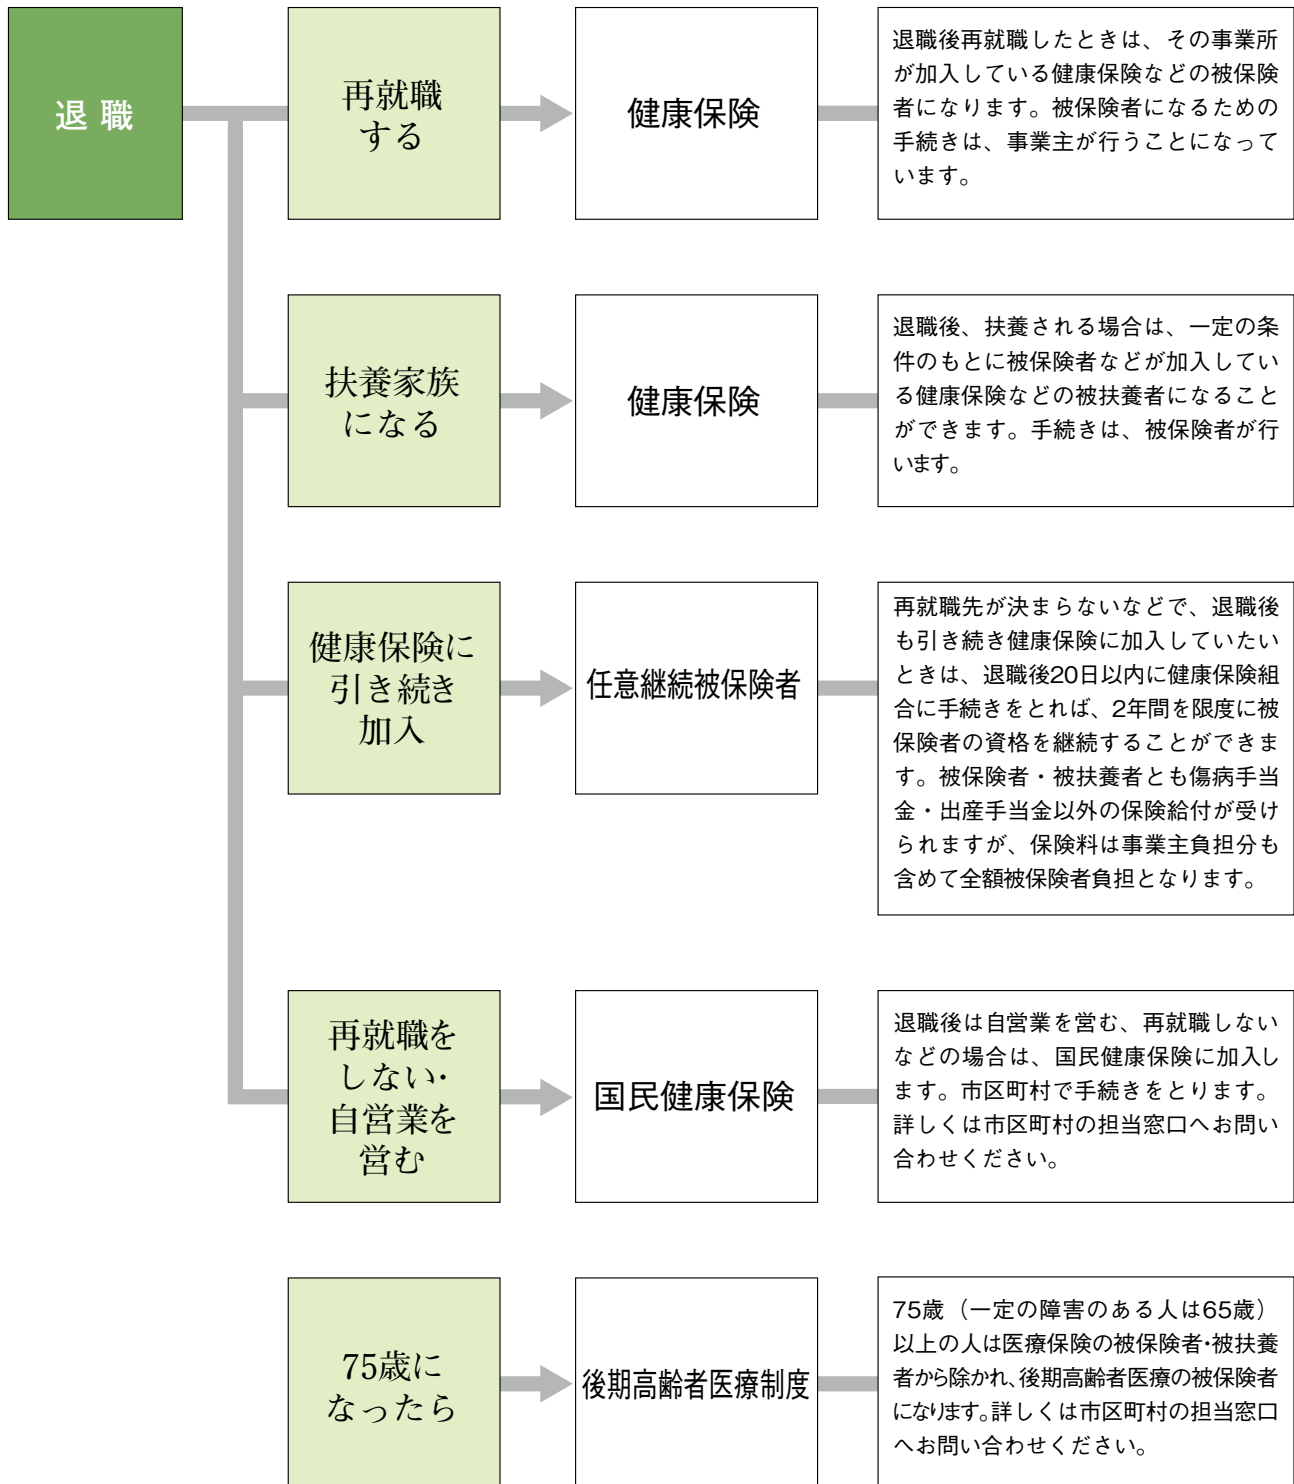 退職
再就職
する
健康保険
退職後再就職したときは、その事業所
が加入している健康保険などの被保険
者になります。被保険者になるための
手続きは、事業主が行うことになって
います。
扶養家族
になる
健康保険
退職後、扶養される場合は、一定の条
件のもとに被保険者などが加入してい
る健康保険などの被扶養者になること
ができます。手続きは、被保険者が行
います。
健康保険に
引き続き
加入
任意継続被保険者
再就職先が決まらないなどで、退職後
も引き続き健康保険に加入していたい
ときは、退職後20日以内に健康保険組
合に手続きをとれば、2年間を限度に被
保険者の資格を継続することができま
す。被保険者・被扶養者とも傷病手当
金・出産手当金以外の保険給付が受け
られますが、保険料は事業主負担分も
含めて全額被保険者負担となります。
再就職を
しない・
自営業を
営む
国民健康保険
退職後は自営業を営む、再就職しない
などの場合は、国民健康保険に加入し
ます。市区町村で手続きをとります。
詳しくは市区町村の担当窓口へお問い
合わせください。
75歳に
なったら
後期高齢者医療制度
75歳（一定の障害のある人は65歳）
以上の人は医療保険の被保険者・被扶養
者から除かれ、後期高齢者医療の被保険者
になります。詳しくは市区町村の担当窓口
へお問い合わせください。